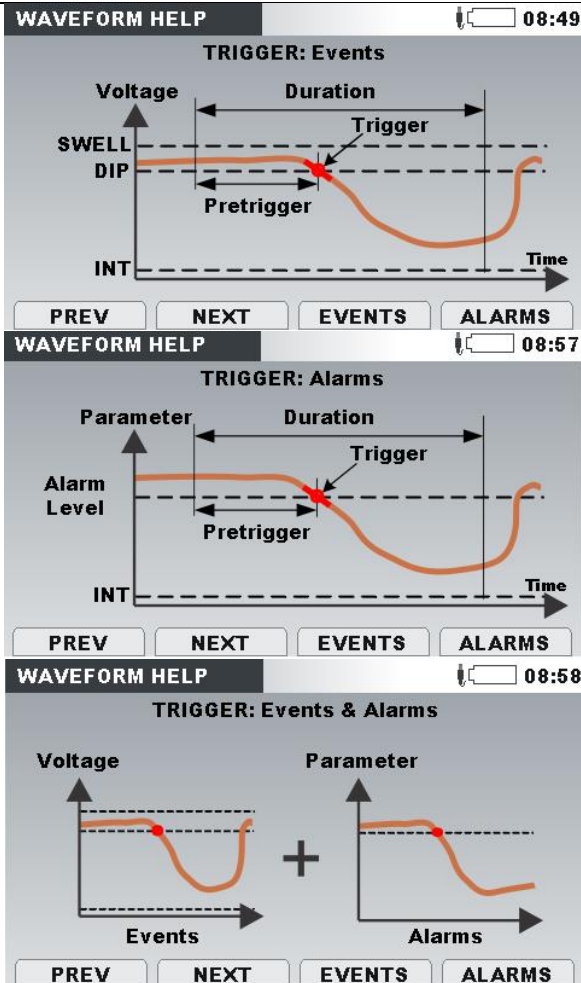 WAVEFORM HELP 08:49
TRIGGER: Events
Voltage Duration
Trigger
SWELL
DIP
Pretrigger
INT Time
PREV NEXT EVENTS ALARMS
WAVEFORM HELP 08:57
TRIGGER: Alarms
Parameter Duration
Trigger
Alarm
Level
Pretrigger
INT Time
PREV NEXT EVENTS ALARMS
WAVEFORM HELP 08:58
TRIGGER: Events & Alarms
Voltage Parameter
+
Events Alarms
PREV NEXT EVENTS ALARMS